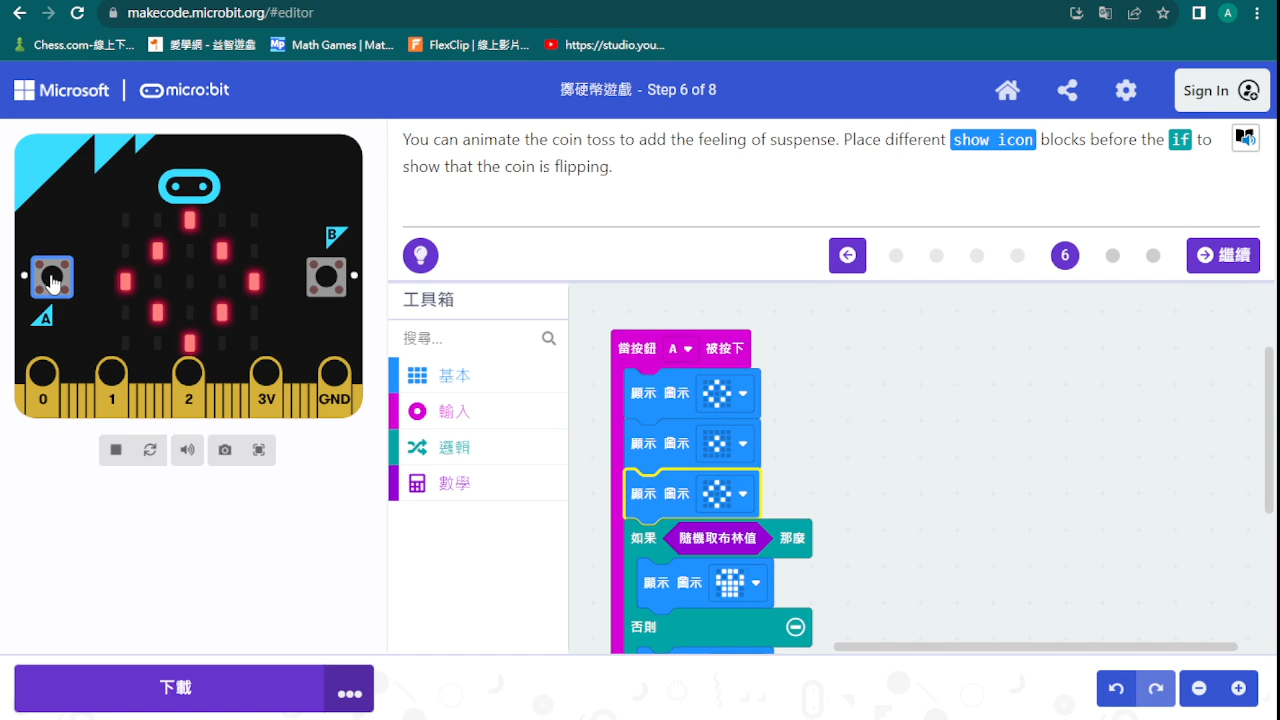 makecode.microbit.org/#editor
A
Chess.com-線上下...
愛學網 - 益智遊戲
Mp Math Games | Mat...
FlexClip | 線上影片...
https://studio.you...
Microsoft | micro:bit
擲硬幣遊戲 - Step 6 of 8
Sign In
You can animate the coin toss to add the feeling of suspense. Place different show icon blocks before the if to
show that the coin is flipping.
B
A
0 1 2 3V GND
6
繼續
工具箱
搜尋...
基本
輸入
邏輯
數學
當按鈕 A 被按下
顯示 圖示
顯示 圖示
顯示 圖示
如果 隨機取布林值 那麼
顯示 圖示
否則
下載